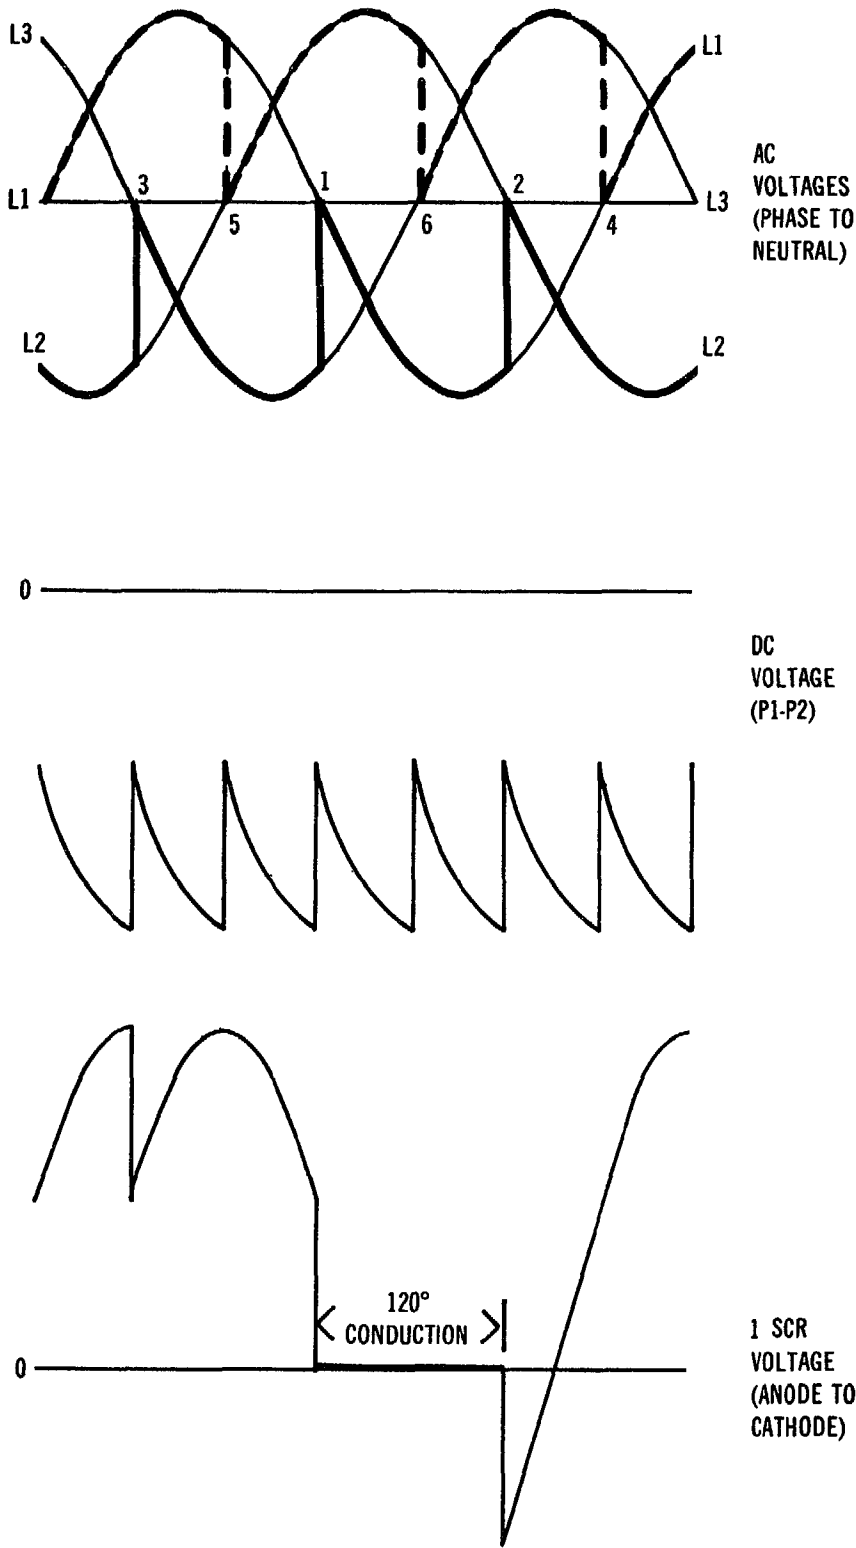 L3
L1
L1
3
1
2
L3
5
6
4
L2
L2
AC
VOLTAGES
(PHASE TO
NEUTRAL)
0
DC
VOLTAGE
(P1-P2)
120°
CONDUCTION
0
1 SCR
VOLTAGE
(ANODE TO
CATHODE)